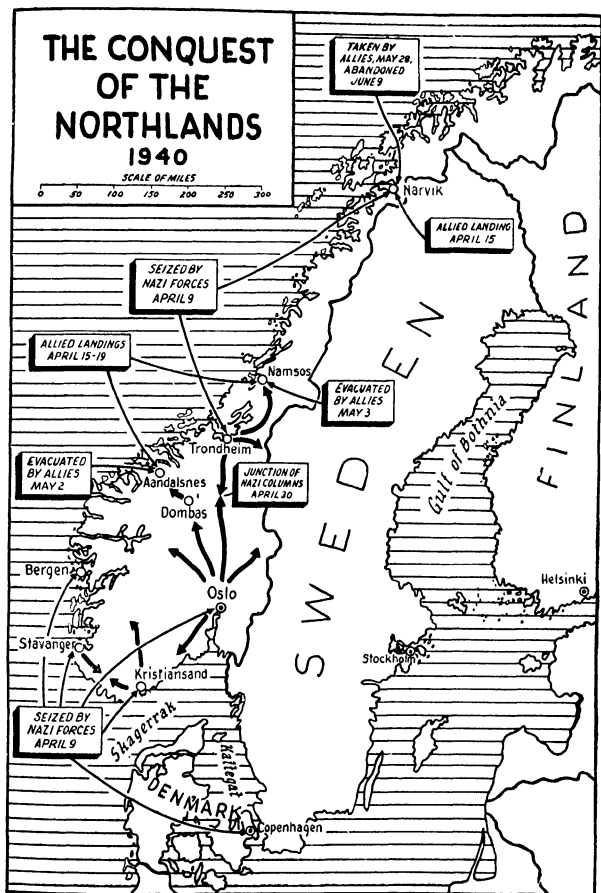 THE CONQUEST
OF THE
NORTHLANDS
1940
SCALE OF MILES
0 50 100 150 200 250 300
TAKEN BY
ALLIES, MAY 28,
ABANDONED
JUNE 9
Narvik
ALLIED LANDING
APRIL 15
SEIZED BY
NAZI FORCES
APRIL 9
ALLIED LANDINGS
APRIL 15-19
Namsos
EVACUATED
BY ALLIES
MAY 3
Trondheim
EVACUATED
BY ALLIES
MAY 2
Aandalsnes
JUNCTION OF
NAZI COLUMNS
APRIL 30
Dombas
SWEDEN
FINLAND
Gulf of Bothnia
Bergen
Oslo
Helsinki
Stavanger
Stockholm
Kristiansand
SEIZED BY
NAZI FORCES
APRIL 9
Skagerrak
Kattegat
DENMARK
Copenhagen